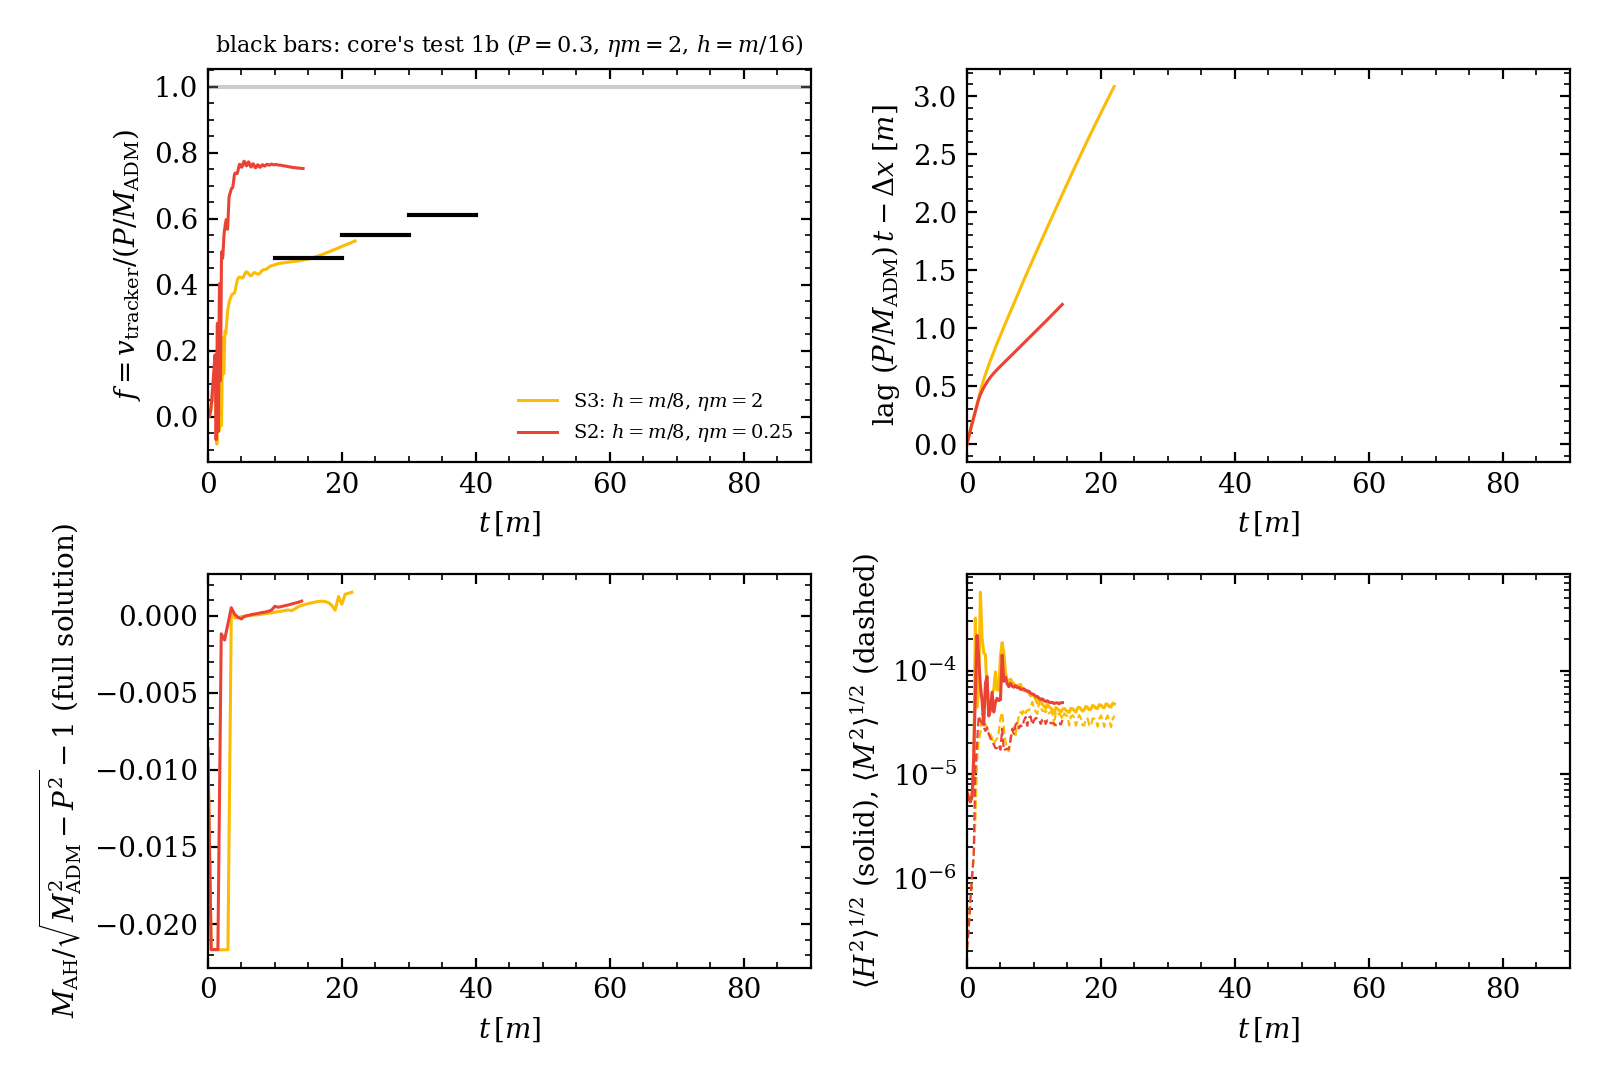 black bars: core's test 1b (P = 0.3, ηm = 2, h = m/16)
f = v_tracker/(P/M_ADM)
1.0
0.8
0.6
0.4
0.2
0.0
S3: h = m/8, ηm = 2
S2: h = m/8, ηm = 0.25
0 20 40 60 80
t [m]
lag (P/M_ADM) t − Δx [m]
3.0
2.5
2.0
1.5
1.0
0.5
0.0
0 20 40 60 80
t [m]
M_AH/√(M²_ADM − P²) − 1 (full solution)
0.000
−0.005
−0.010
−0.015
−0.020
0 20 40 60 80
t [m]
⟨H²⟩^1/2 (solid), ⟨M²⟩^1/2 (dashed)
10⁻⁴
10⁻⁵
10⁻⁶
0 20 40 60 80
t [m]